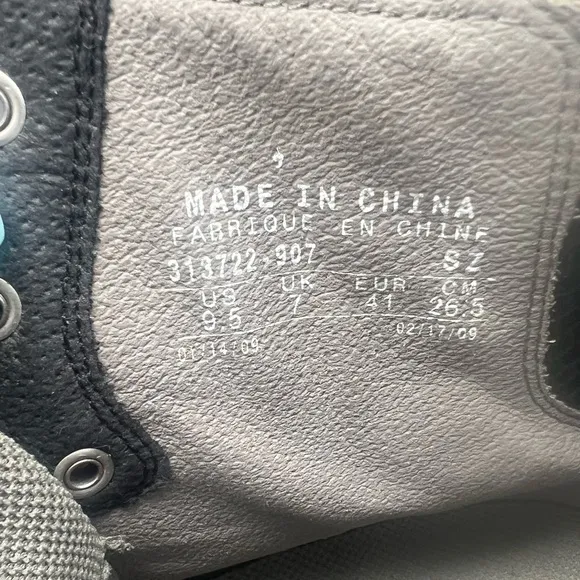 MADE IN CHINA
FABRIQUE EN CHINE
313722-907 SZ
US UK EUR CM
9.5 7 41 26.5
01/14/09 02/17/09